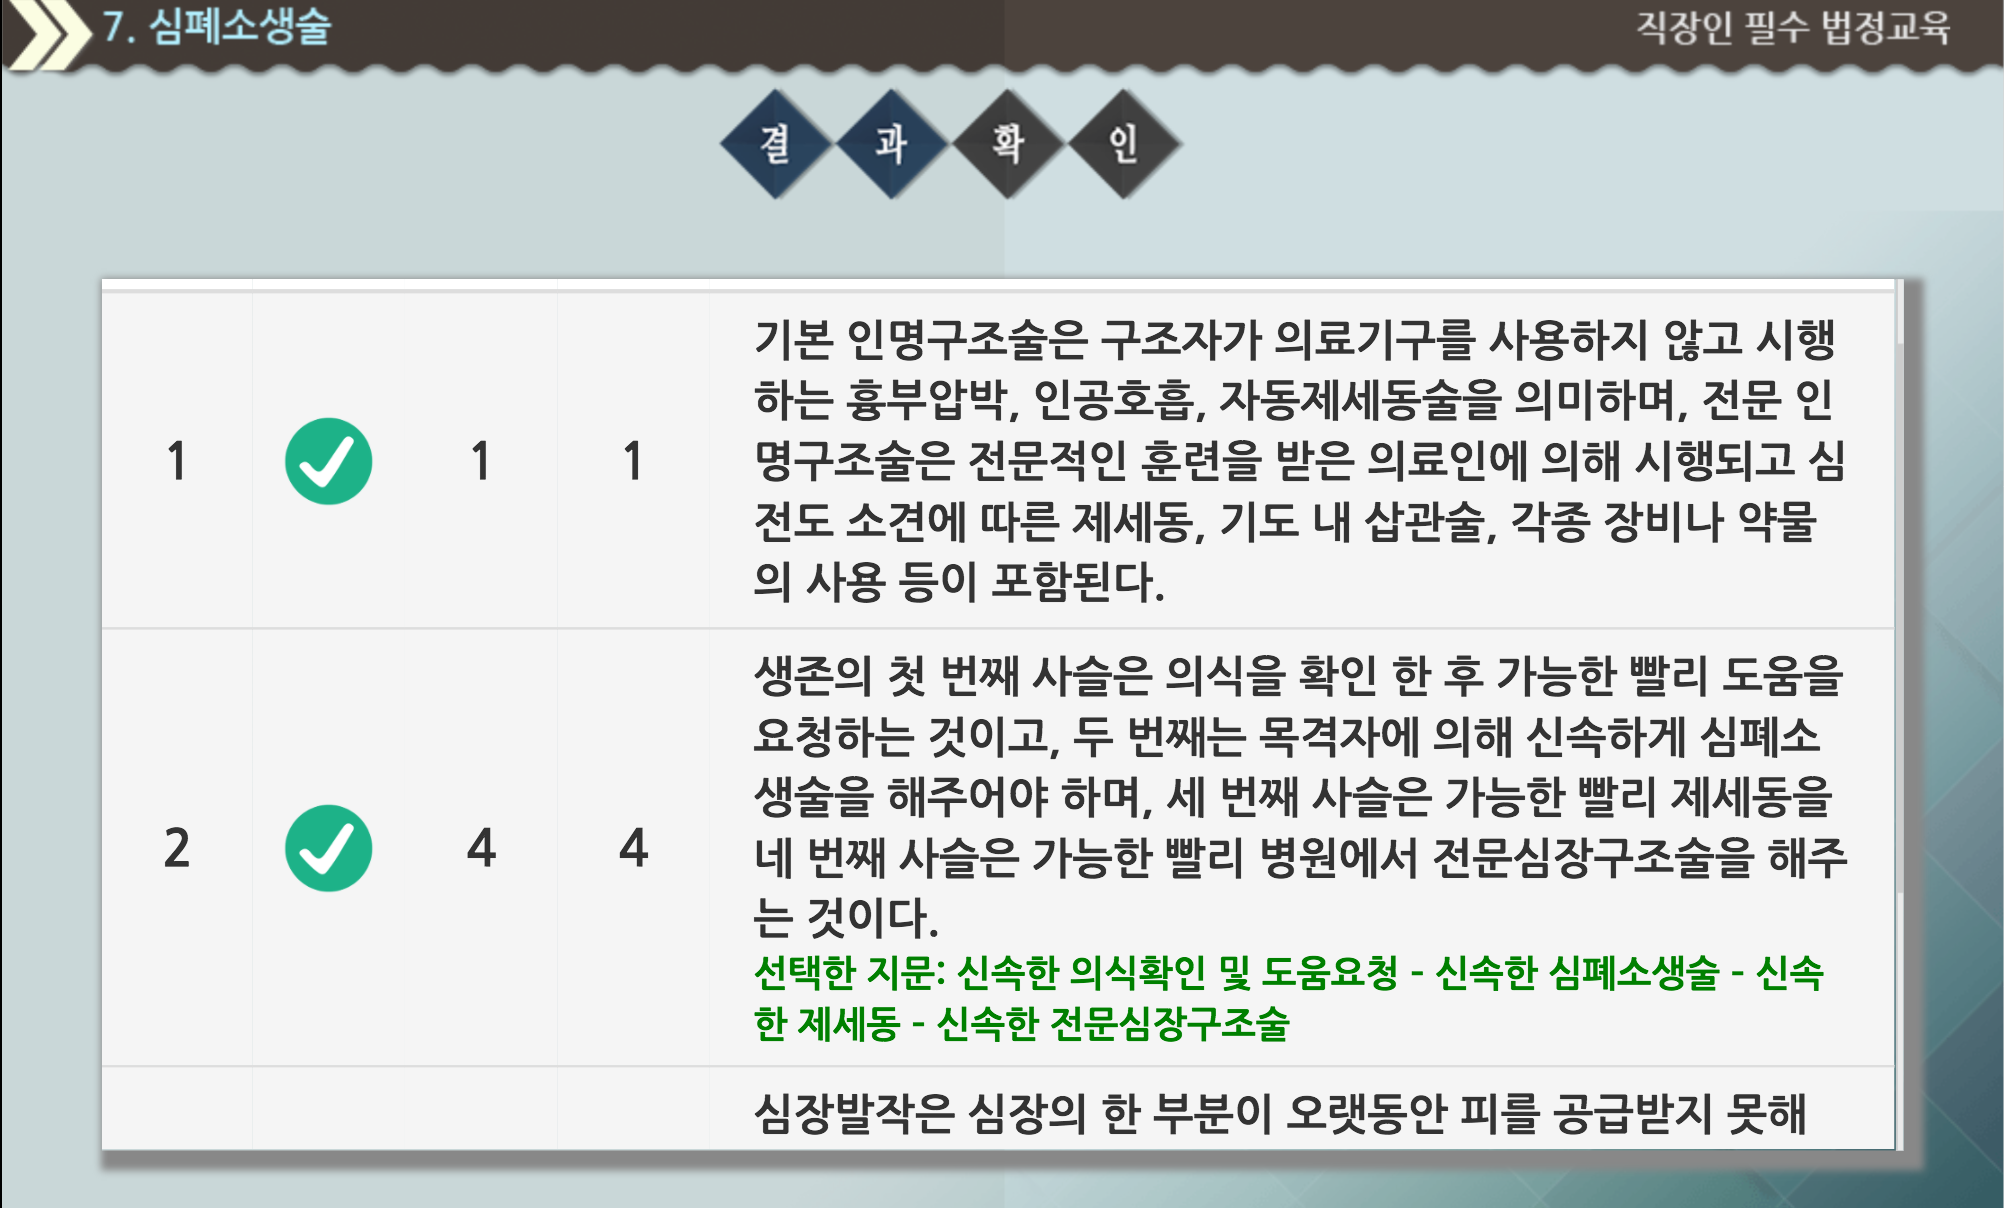 7. 심폐소생술
직장인 필수 법정교육
결과확인
1 1 1
기본 인명구조술은 구조자가 의료기구를 사용하지 않고 시행
하는 흉부압박, 인공호흡, 자동제세동술을 의미하며, 전문 인
명구조술은 전문적인 훈련을 받은 의료인에 의해 시행되고 심
전도 소견에 따른 제세동, 기도 내 삽관술, 각종 장비나 약물
의 사용 등이 포함된다.
2 4 4
생존의 첫 번째 사슬은 의식을 확인 한 후 가능한 빨리 도움을
요청하는 것이고, 두 번째는 목격자에 의해 신속하게 심폐소
생술을 해주어야 하며, 세 번째 사슬은 가능한 빨리 제세동을
네 번째 사슬은 가능한 빨리 병원에서 전문심장구조술을 해주
는 것이다.
선택한 지문: 신속한 의식확인 및 도움요청 - 신속한 심폐소생술 - 신속
한 제세동 - 신속한 전문심장구조술
심장발작은 심장의 한 부분이 오랫동안 피를 공급받지 못해